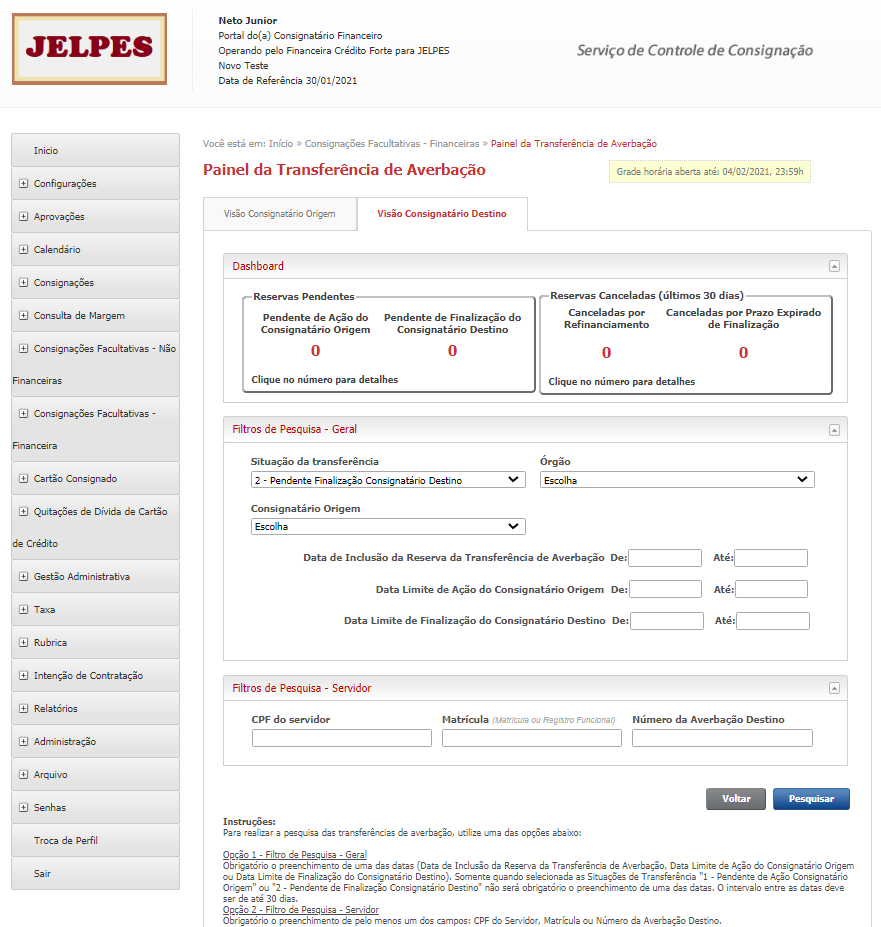 JELPES
Neto Junior
Portal do(a) Consignatário Financeiro
Operando pelo Financeira Crédito Forte para JELPES
Novo Teste
Data de Referência 30/01/2021
Serviço de Controle de Consignação
Inicio
Configurações
Aprovações
Calendário
Consignações
Consulta de Margem
Consignações Facultativas - Não
Financeiras
Consignações Facultativas -
Financeira
Cartão Consignado
Quitações de Dívida de Cartão
de Crédito
Gestão Administrativa
Taxa
Rubrica
Intenção de Contratação
Relatórios
Administração
Arquivo
Senhas
Troca de Perfil
Sair
Você está em: Início » Consignações Facultativas - Financeiras » Painel da Transferência de Averbação
Painel da Transferência de Averbação
Grade horária aberta até: 04/02/2021, 23:59h
Visão Consignatário Origem
Visão Consignatário Destino
Dashboard
Reservas Pendentes
Pendente de Ação do
Consignatário Origem
0
Pendente de Finalização do
Consignatário Destino
0
Clique no número para detalhes
Reservas Canceladas (últimos 30 dias)
Canceladas por
Refinanciamento
0
Canceladas por Prazo Expirado
de Finalização
0
Clique no número para detalhes
Filtros de Pesquisa - Geral
Situação da transferência
2 - Pendente Finalização Consignatário Destino
Órgão
Escolha
Consignatário Origem
Escolha
Data de Inclusão da Reserva da Transferência de Averbação De: Até:
Data Limite de Ação do Consignatário Origem De: Até:
Data Limite de Finalização do Consignatário Destino De: Até:
Filtros de Pesquisa - Servidor
CPF do servidor
Matrícula (Matrícula ou Registro Funcional)
Número da Averbação Destino
Voltar
Pesquisar
Instruções:
Para realizar a pesquisa das transferências de averbação, utilize uma das opções abaixo:
Opção 1 - Filtro de Pesquisa - Geral
Obrigatório o preenchimento de uma das datas (Data de Inclusão da Reserva da Transferência de Averbação, Data Limite de Ação do Consignatário Origem
ou Data Limite de Finalização do Consignatário Destino). Somente quando selecionada as Situações de Transferência "1 - Pendente de Ação Consignatário
Origem" ou "2 - Pendente de Finalização Consignatário Destino" não será obrigatório o preenchimento de uma das datas. O intervalo entre as datas deve
ser de até 30 dias.
Opção 2 - Filtro de Pesquisa - Servidor
Obrigatório o preenchimento de pelo menos um dos campos: CPF do Servidor, Matrícula ou Número da Averbação Destino.